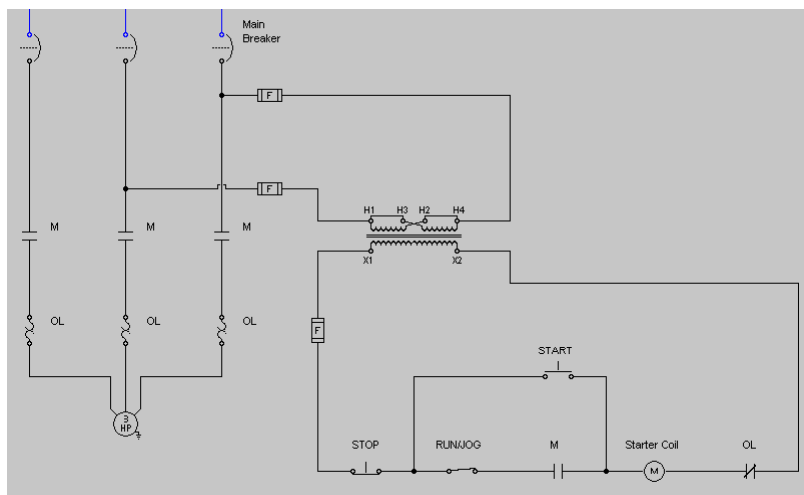 Main
Breaker
F
F
H1 H3 H2 H4
M M M
X1 X2
OL OL OL
F
START
3
HP
STOP RUN/JOG M Starter Coil OL
M